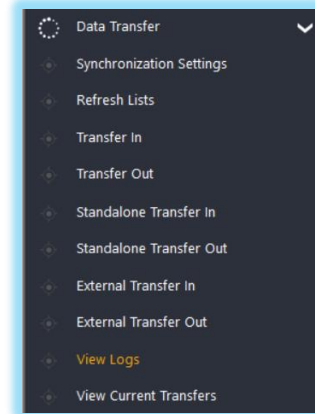 Data Transfer
Synchronization Settings
Refresh Lists
Transfer In
Transfer Out
Standalone Transfer In
Standalone Transfer Out
External Transfer In
External Transfer Out
View Logs
View Current Transfers